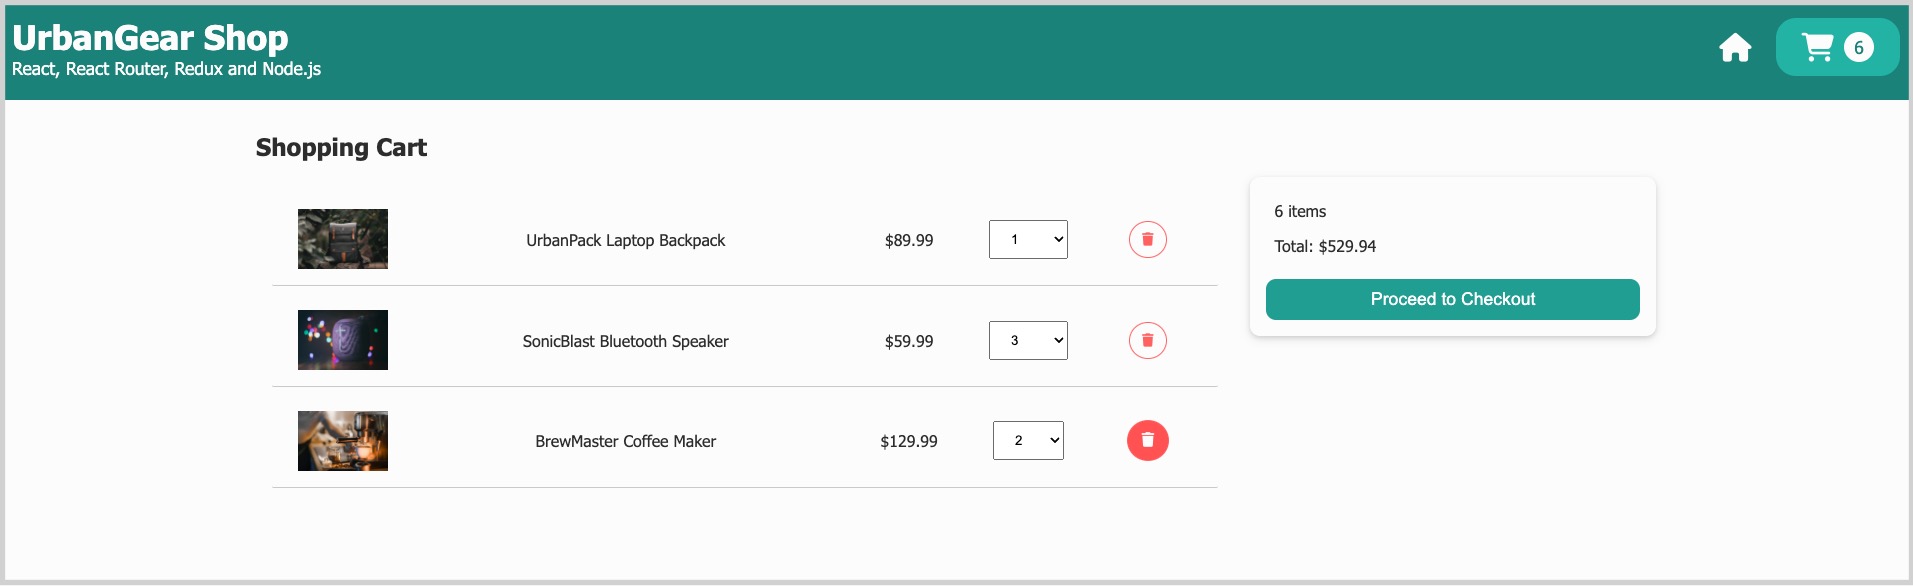 UrbanGear Shop
React, React Router, Redux and Node.js
6
Shopping Cart
UrbanPack Laptop Backpack
$89.99
1
SonicBlast Bluetooth Speaker
$59.99
3
BrewMaster Coffee Maker
$129.99
2
6 items
Total: $529.94
Proceed to Checkout